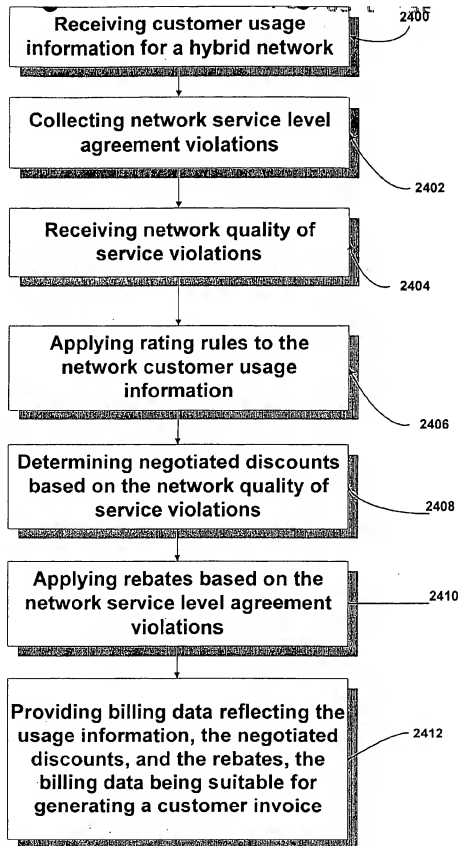 Receiving customer usage
information for a hybrid network
2400
Collecting network service level
agreement violations
2402
Receiving network quality of
service violations
2404
Applying rating rules to the
network customer usage
information
2406
Determining negotiated discounts
based on the network quality of
service violations
2408
Applying rebates based on the
network service level agreement
violations
2410
Providing billing data reflecting the
usage information, the negotiated
discounts, and the rebates, the
billing data being suitable for
generating a customer invoice
2412